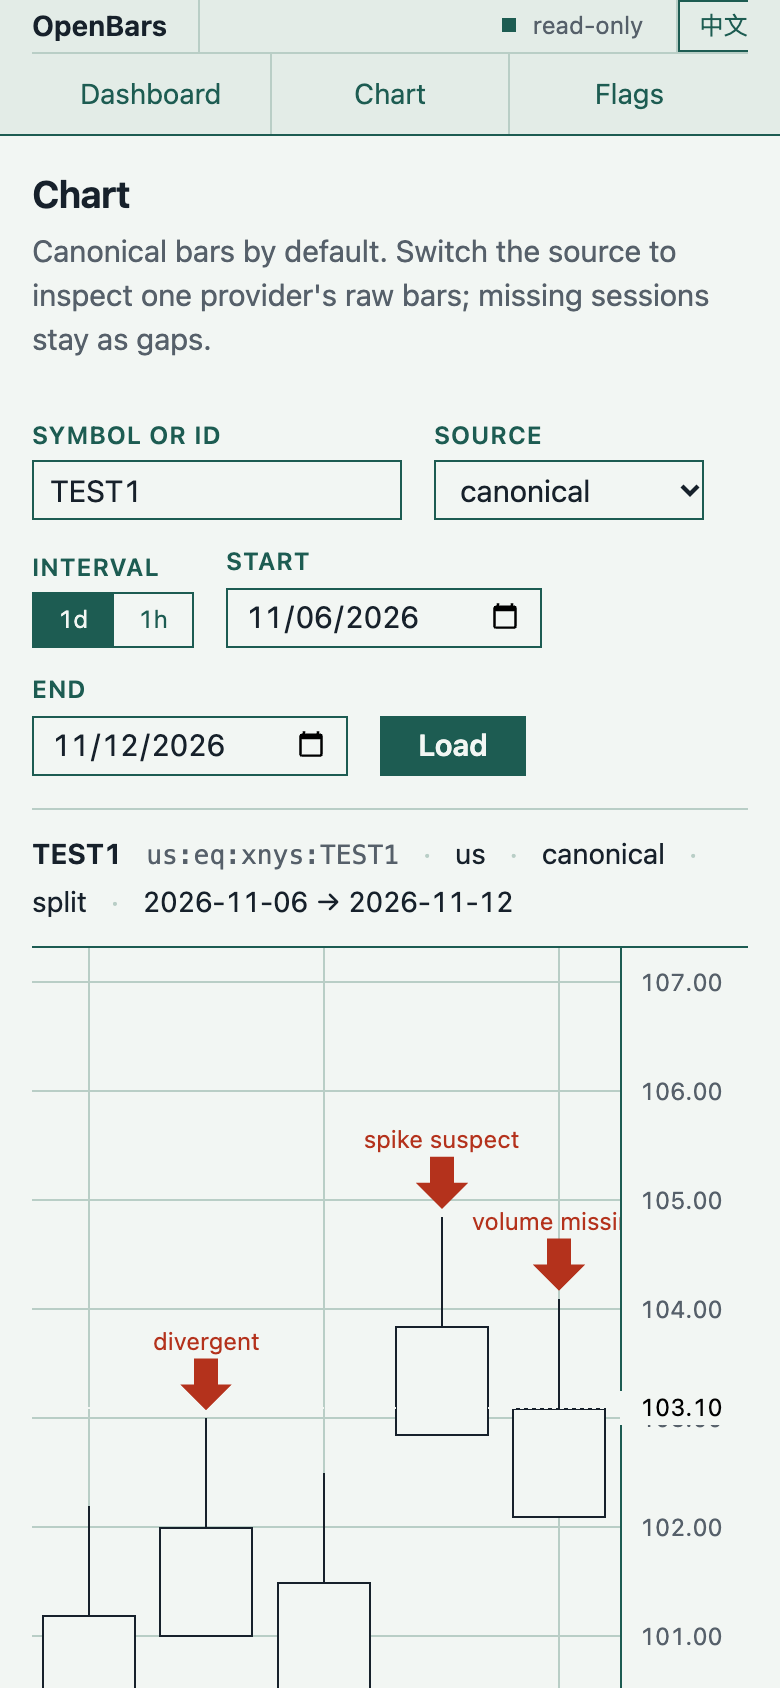 OpenBars
read-only
中文
Dashboard
Chart
Flags
Chart
Canonical bars by default. Switch the source to
inspect one provider's raw bars; missing sessions
stay as gaps.
SYMBOL OR ID
SOURCE
TEST1
canonical
INTERVAL
START
1d
1h
11/06/2026
END
11/12/2026
Load
TEST1 us:eq:xnys:TEST1 · us · canonical ·
split · 2026-11-06 → 2026-11-12
107.00
106.00
spike suspect
105.00
volume missi
104.00
divergent
103.10
102.00
101.00